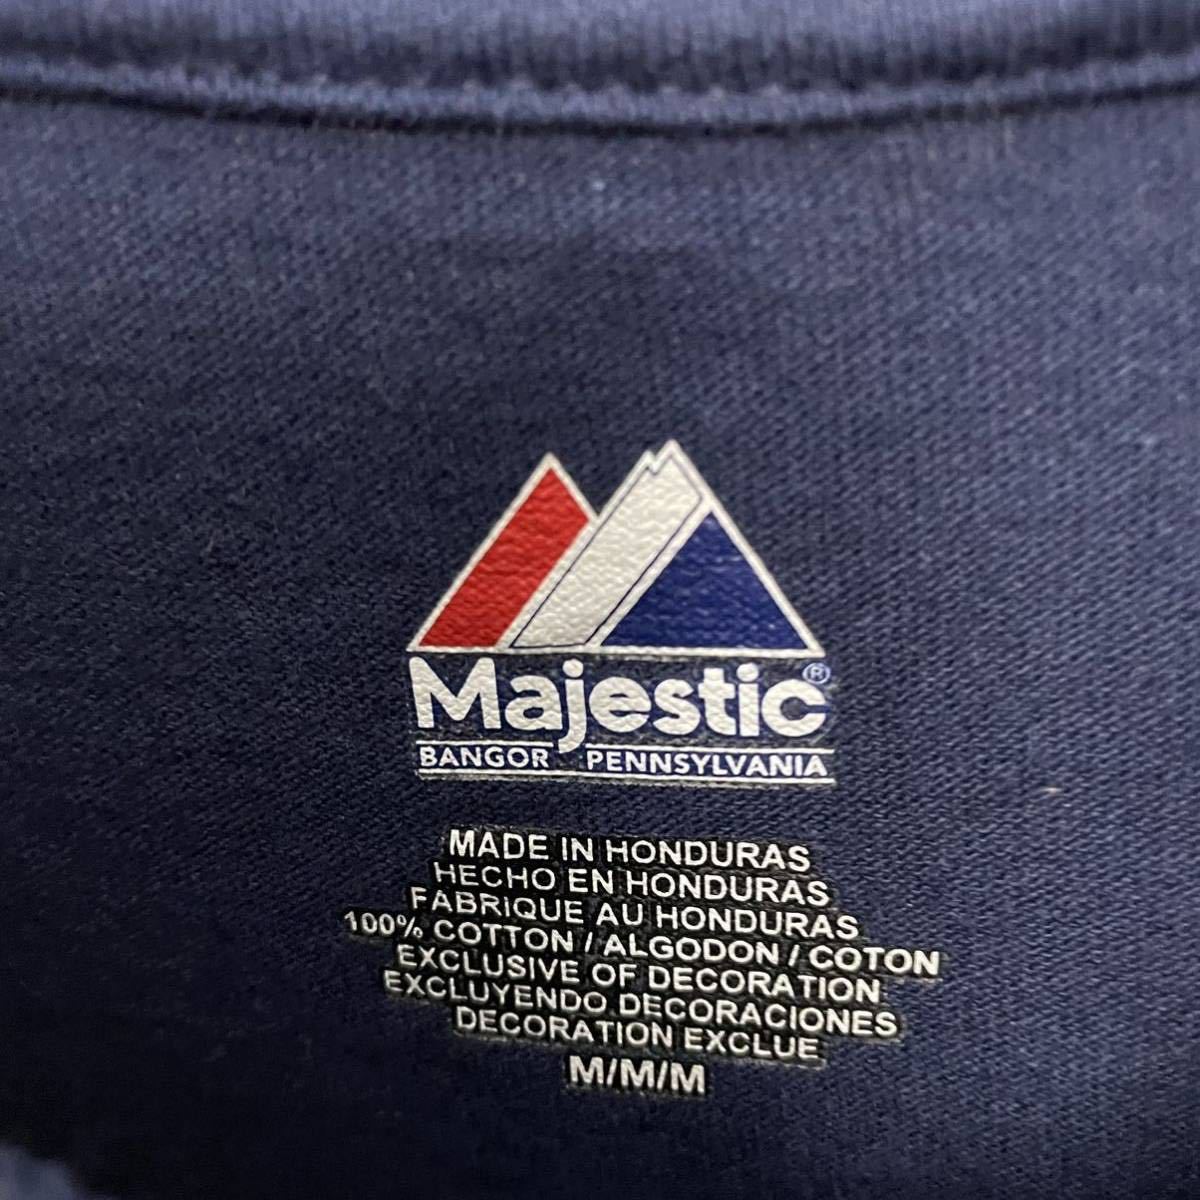 Majestic®
BANGOR PENNSYLVANIA
MADE IN HONDURAS
HECHO EN HONDURAS
FABRIQUE AU HONDURAS
100% COTTON / ALGODON / COTON
EXCLUSIVE OF DECORATION
EXCLUYENDO DECORACIONES
DECORATION EXCLUE
M/M/M